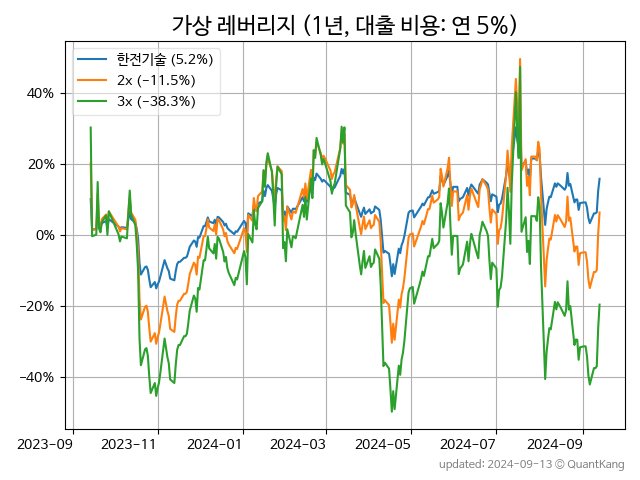 가상 레버리지 (1년, 대출 비용: 연 5%)
한전기술 (5.2%)
2x (−11.5%)
3x (−38.3%)
40%
20%
0%
−20%
−40%
2023-09 2023-11 2024-01 2024-03 2024-05 2024-07 2024-09
updated: 2024-09-13 ⓒ QuantKang